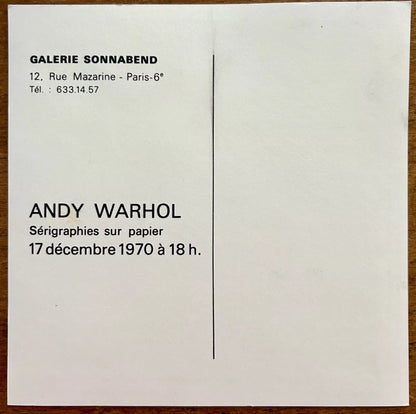 GALERIE SONNABEND
12, Rue Mazarine - Paris-6e
Tél. : 633.14.57
ANDY WARHOL
Sérigraphies sur papier
17 décembre 1970 à 18 h.